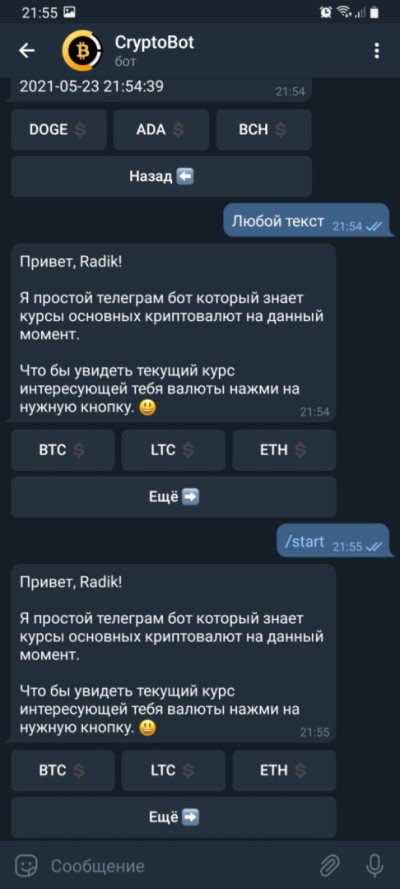 21:55
CryptoBot
бот
2021-05-23 21:54:39
21:54
DOGE 💲 ADA 💲 BCH 💲
Назад ⬅️
Любой текст 21:54
Привет, Radik!
Я простой телеграм бот который знает
курсы основных криптовалют на данный
момент.
Что бы увидеть текущий курс
интересующей тебя валюты нажми на
нужную кнопку. 😃
21:54
BTC 💲 LTC 💲 ETH 💲
Ещё ➡️
/start 21:55
Привет, Radik!
Я простой телеграм бот который знает
курсы основных криптовалют на данный
момент.
Что бы увидеть текущий курс
интересующей тебя валюты нажми на
нужную кнопку. 😃
21:55
BTC 💲 LTC 💲 ETH 💲
Ещё ➡️
Сообщение